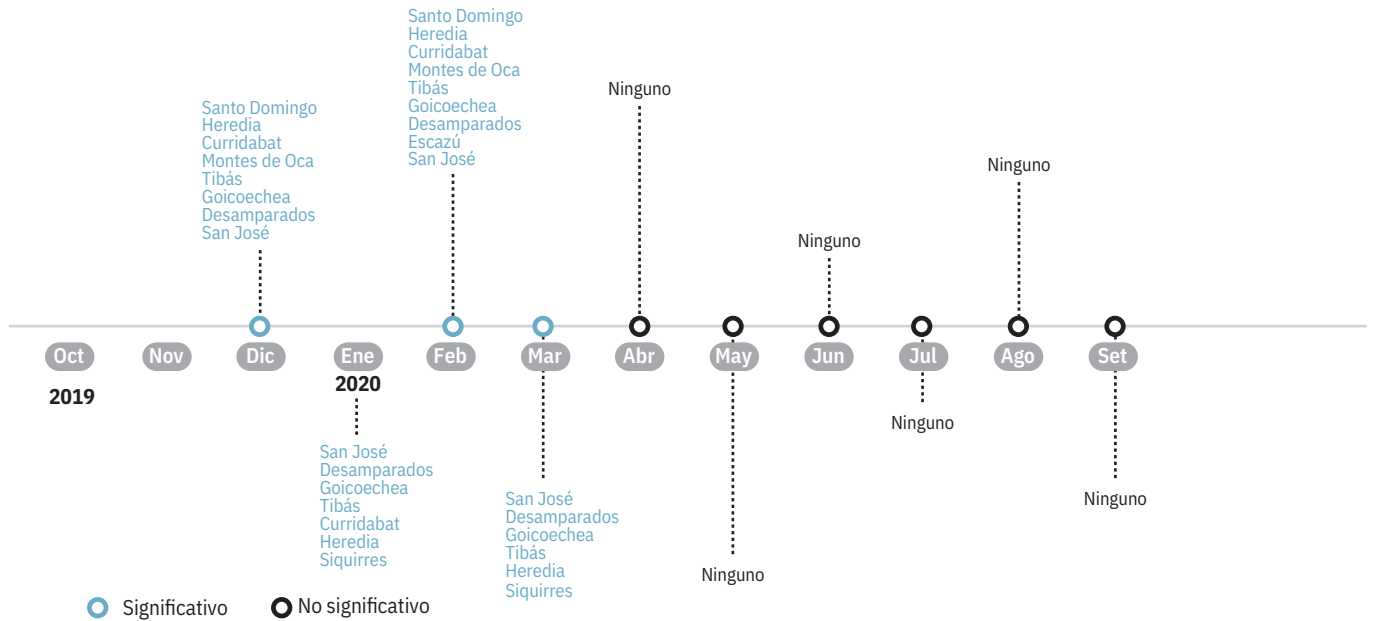 Santo Domingo
Heredia
Curridabat
Montes de Oca
Tibás
Goicoechea
Desamparados
Escazú
San José
Santo Domingo
Heredia
Curridabat
Montes de Oca
Tibás
Goicoechea
Desamparados
San José
Ninguno
Ninguno
Ninguno
Oct
Nov
Dic
Ene
Feb
Mar
Abr
May
Jun
Jul
Ago
Set
2019
2020
San José
Desamparados
Goicoechea
Tibás
Curridabat
Heredia
Siquirres
San José
Desamparados
Goicoechea
Tibás
Heredia
Siquirres
Ninguno
Ninguno
Ninguno
Significativo
No significativo